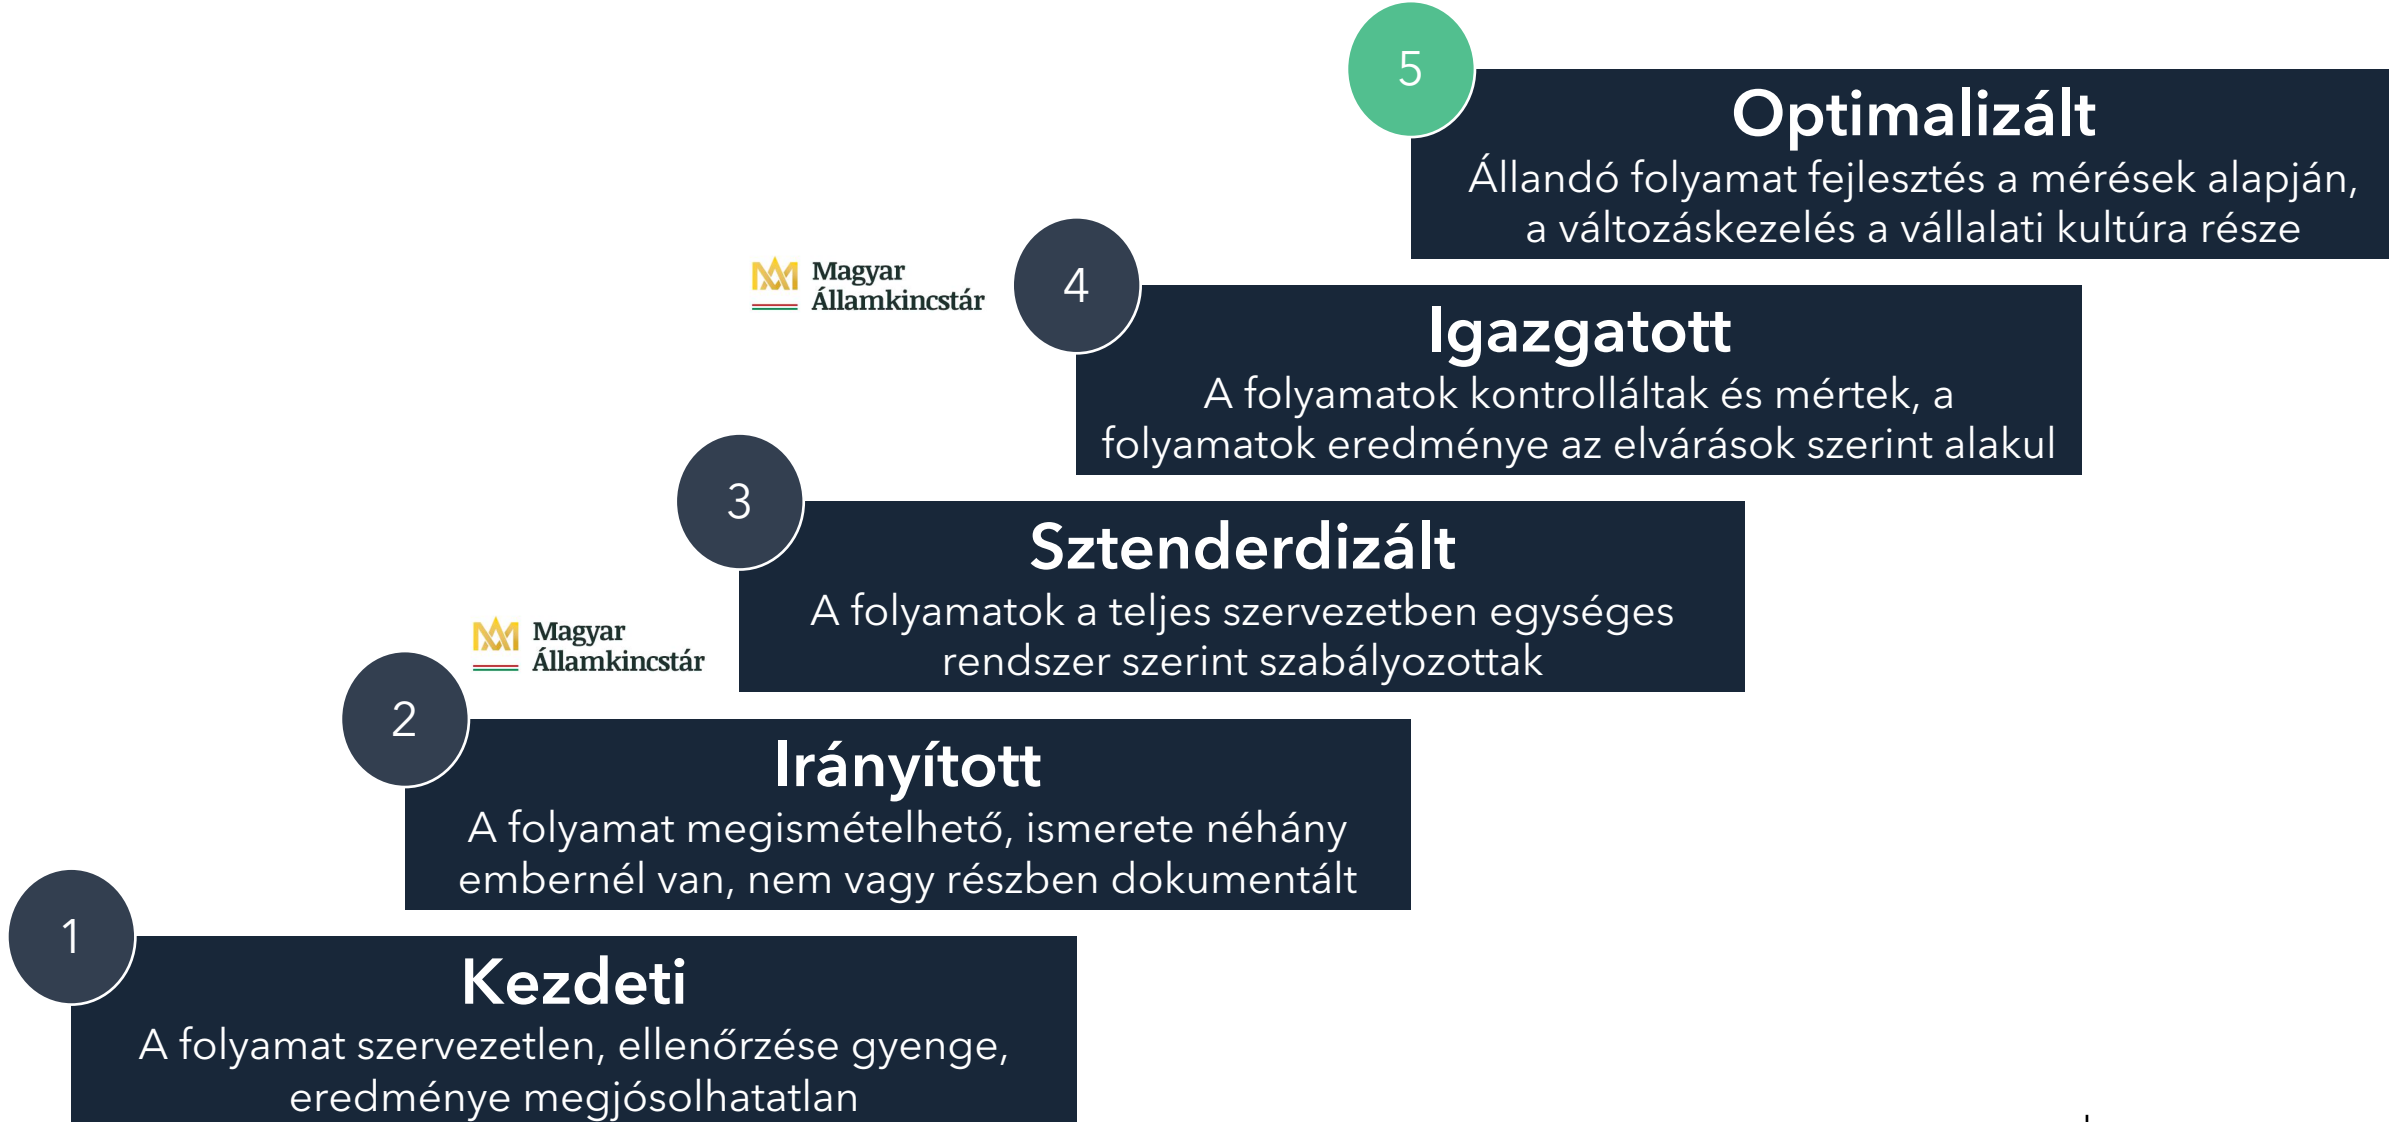 5
Optimalizált
Állandó folyamat fejlesztés a mérések alapján,
a változáskezelés a vállalati kultúra része
Magyar
Államkincstár
4
Igazgatott
A folyamatok kontrolláltak és mértek, a
folyamatok eredménye az elvárások szerint alakul
3
Sztenderdizált
A folyamatok a teljes szervezetben egységes
rendszer szerint szabályozottak
Magyar
Államkincstár
2
Irányított
A folyamat megismételhető, ismerete néhány
embernél van, nem vagy részben dokumentált
1
Kezdeti
A folyamat szervezetlen, ellenőrzése gyenge,
eredménye megjósolhatatlan